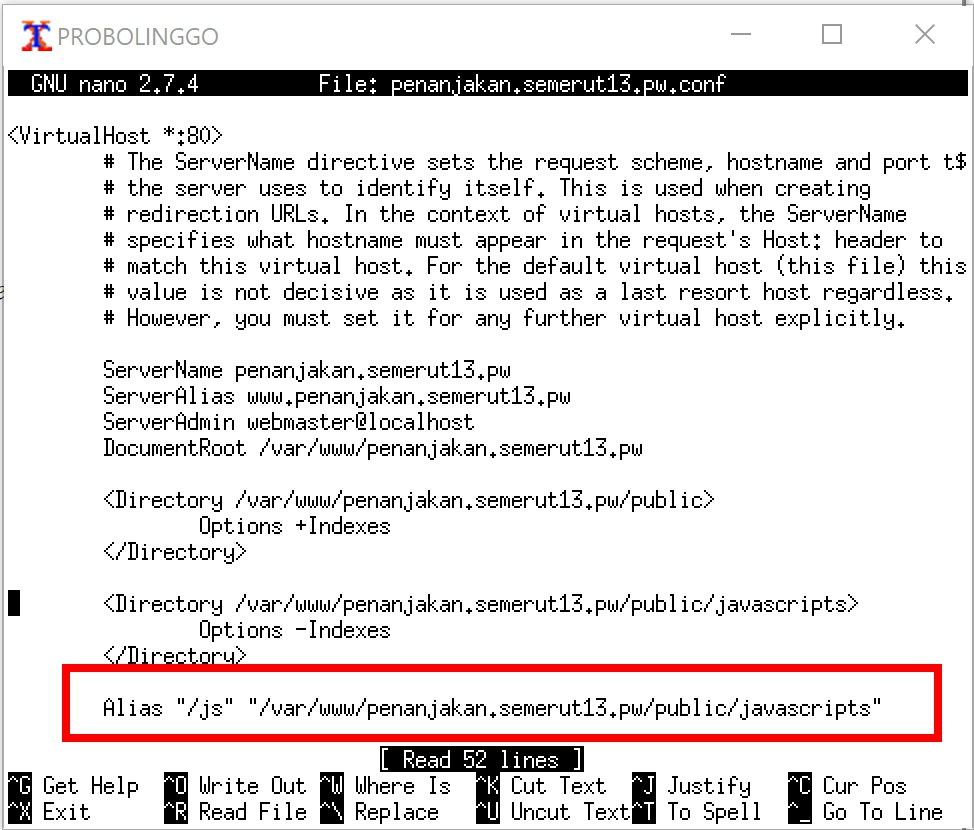 PROBOLINGGO
GNU nano 2.7.4 File: penanjakan.semerut13.pw.conf
<VirtualHost *:80>
# The ServerName directive sets the request scheme, hostname and port t$
# the server uses to identify itself. This is used when creating
# redirection URLs. In the context of virtual hosts, the ServerName
# specifies what hostname must appear in the request's Host: header to
# match this virtual host. For the default virtual host (this file) this
# value is not decisive as it is used as a last resort host regardless.
# However, you must set it for any further virtual host explicitly.
ServerName penanjakan.semerut13.pw
ServerAlias www.penanjakan.semerut13.pw
ServerAdmin webmaster@localhost
DocumentRoot /var/www/penanjakan.semerut13.pw
<Directory /var/www/penanjakan.semerut13.pw/public>
Options +Indexes
</Directory>
<Directory /var/www/penanjakan.semerut13.pw/public/javascripts>
Options -Indexes
</Directory>
Alias "/js" "/var/www/penanjakan.semerut13.pw/public/javascripts"
[ Read 52 lines ]
^G Get Help ^O Write Out ^W Where Is ^K Cut Text ^J Justify ^C Cur Pos
^X Exit ^R Read File ^\ Replace ^U Uncut Text ^T To Spell ^_ Go To Line